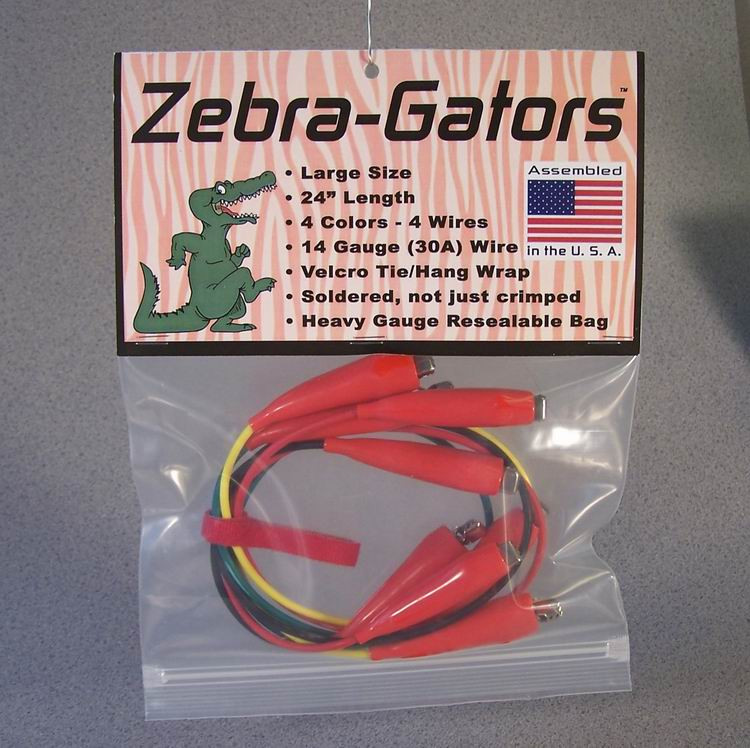 Zebra-Gators™
• Large Size
• 24” Length
• 4 Colors - 4 Wires
• 14 Gauge (30A) Wire
• Velcro Tie/Hang Wrap
• Soldered, not just crimped
• Heavy Gauge Resealable Bag
Assembled
in the U. S. A.